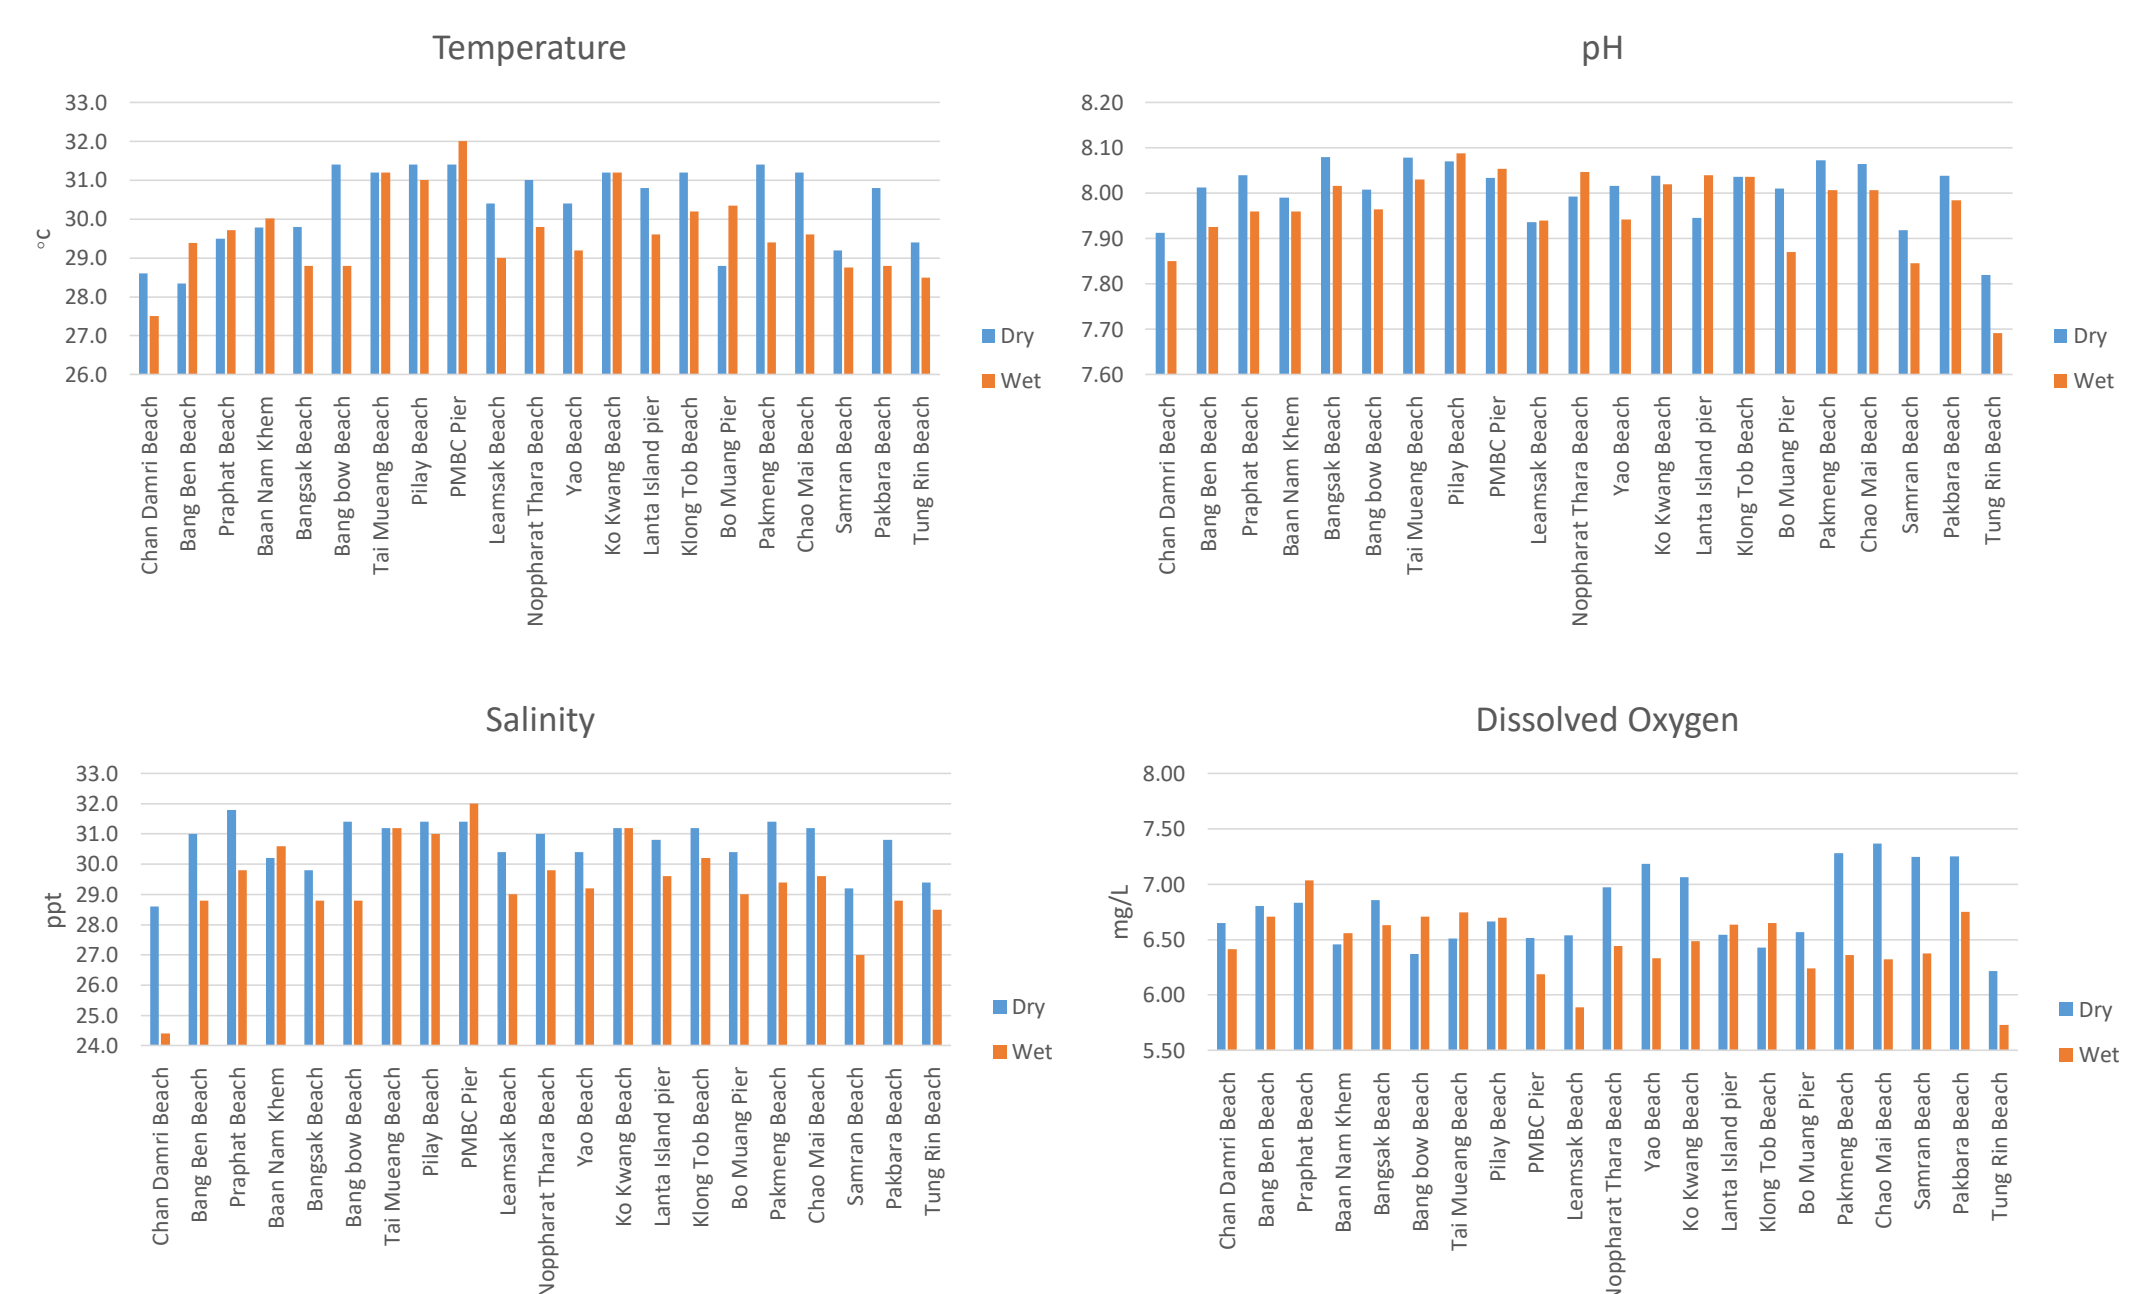 Temperature
33.0
32.0
31.0
30.0
29.0
28.0
27.0
26.0
°C
Chan Damri Beach
Bang Ben Beach
Praphat Beach
Baan Nam Khem
Bangsak Beach
Bang bow Beach
Tai Mueang Beach
Pilay Beach
PMBC Pier
Leamsak Beach
Noppharat Thara Beach
Yao Beach
Ko Kwang Beach
Lanta Island pier
Klong Tob Beach
Bo Muang Pier
Pakmeng Beach
Chao Mai Beach
Samran Beach
Pakbara Beach
Tung Rin Beach
Dry
Wet
pH
8.20
8.10
8.00
7.90
7.80
7.70
7.60
Chan Damri Beach
Bang Ben Beach
Praphat Beach
Baan Nam Khem
Bangsak Beach
Bang bow Beach
Tai Mueang Beach
Pilay Beach
PMBC Pier
Leamsak Beach
Noppharat Thara Beach
Yao Beach
Ko Kwang Beach
Lanta Island pier
Klong Tob Beach
Bo Muang Pier
Pakmeng Beach
Chao Mai Beach
Samran Beach
Pakbara Beach
Tung Rin Beach
Dry
Wet
Salinity
33.0
32.0
31.0
30.0
29.0
28.0
27.0
26.0
25.0
24.0
ppt
Chan Damri Beach
Bang Ben Beach
Praphat Beach
Baan Nam Khem
Bangsak Beach
Bang bow Beach
Tai Mueang Beach
Pilay Beach
PMBC Pier
Leamsak Beach
Noppharat Thara Beach
Yao Beach
Ko Kwang Beach
Lanta Island pier
Klong Tob Beach
Bo Muang Pier
Pakmeng Beach
Chao Mai Beach
Samran Beach
Pakbara Beach
Tung Rin Beach
Dry
Wet
Dissolved Oxygen
8.00
7.50
7.00
6.50
6.00
5.50
mg/L
Chan Damri Beach
Bang Ben Beach
Praphat Beach
Baan Nam Khem
Bangsak Beach
Bang bow Beach
Tai Mueang Beach
Pilay Beach
PMBC Pier
Leamsak Beach
Noppharat Thara Beach
Yao Beach
Ko Kwang Beach
Lanta Island pier
Klong Tob Beach
Bo Muang Pier
Pakmeng Beach
Chao Mai Beach
Samran Beach
Pakbara Beach
Tung Rin Beach
Dry
Wet